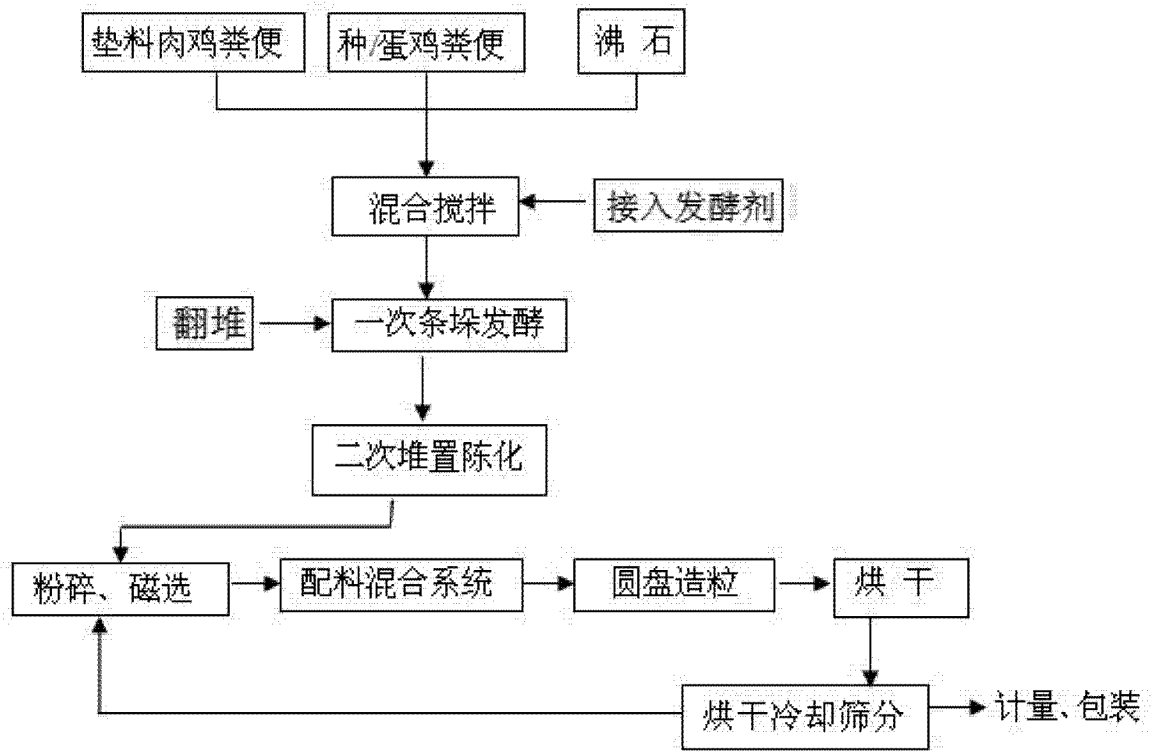 垫料肉鸡粪便
种/蛋鸡粪便
沸 石
混合搅拌
接入发酵剂
翻堆
一次条垛发酵
二次堆置陈化
粉碎、磁选
配料混合系统
圆盘造粒
烘 干
烘干冷却筛分
计量、包装